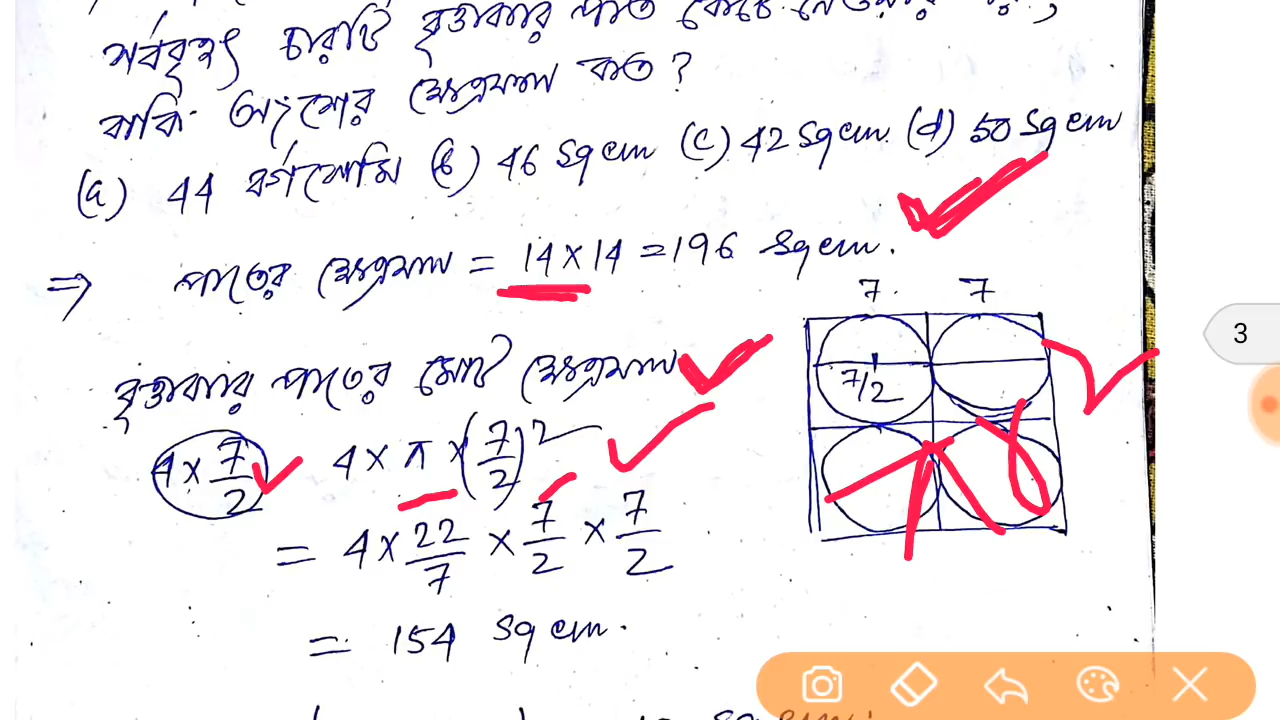 সর্ববৃহৎ চারটি বৃত্তাকার পাত কেটে নেওয়ার পর,
বাকি অংশের ক্ষেত্রফল কত?
(a) 44 বর্গসেমি (b) 46 Sq cm (c) 42 Sq cm. (d) 50 Sq cm
⇒ পাতের ক্ষেত্রফল = 14 × 14 = 196 Sq cm.
7. 7
বৃত্তাকার পাতের মোট ক্ষেত্রফল
7/2
4 × 7/2 4 × π × (7/2)^2
= 4 × 22/7 × 7/2 × 7/2
= 154 Sq cm.
3